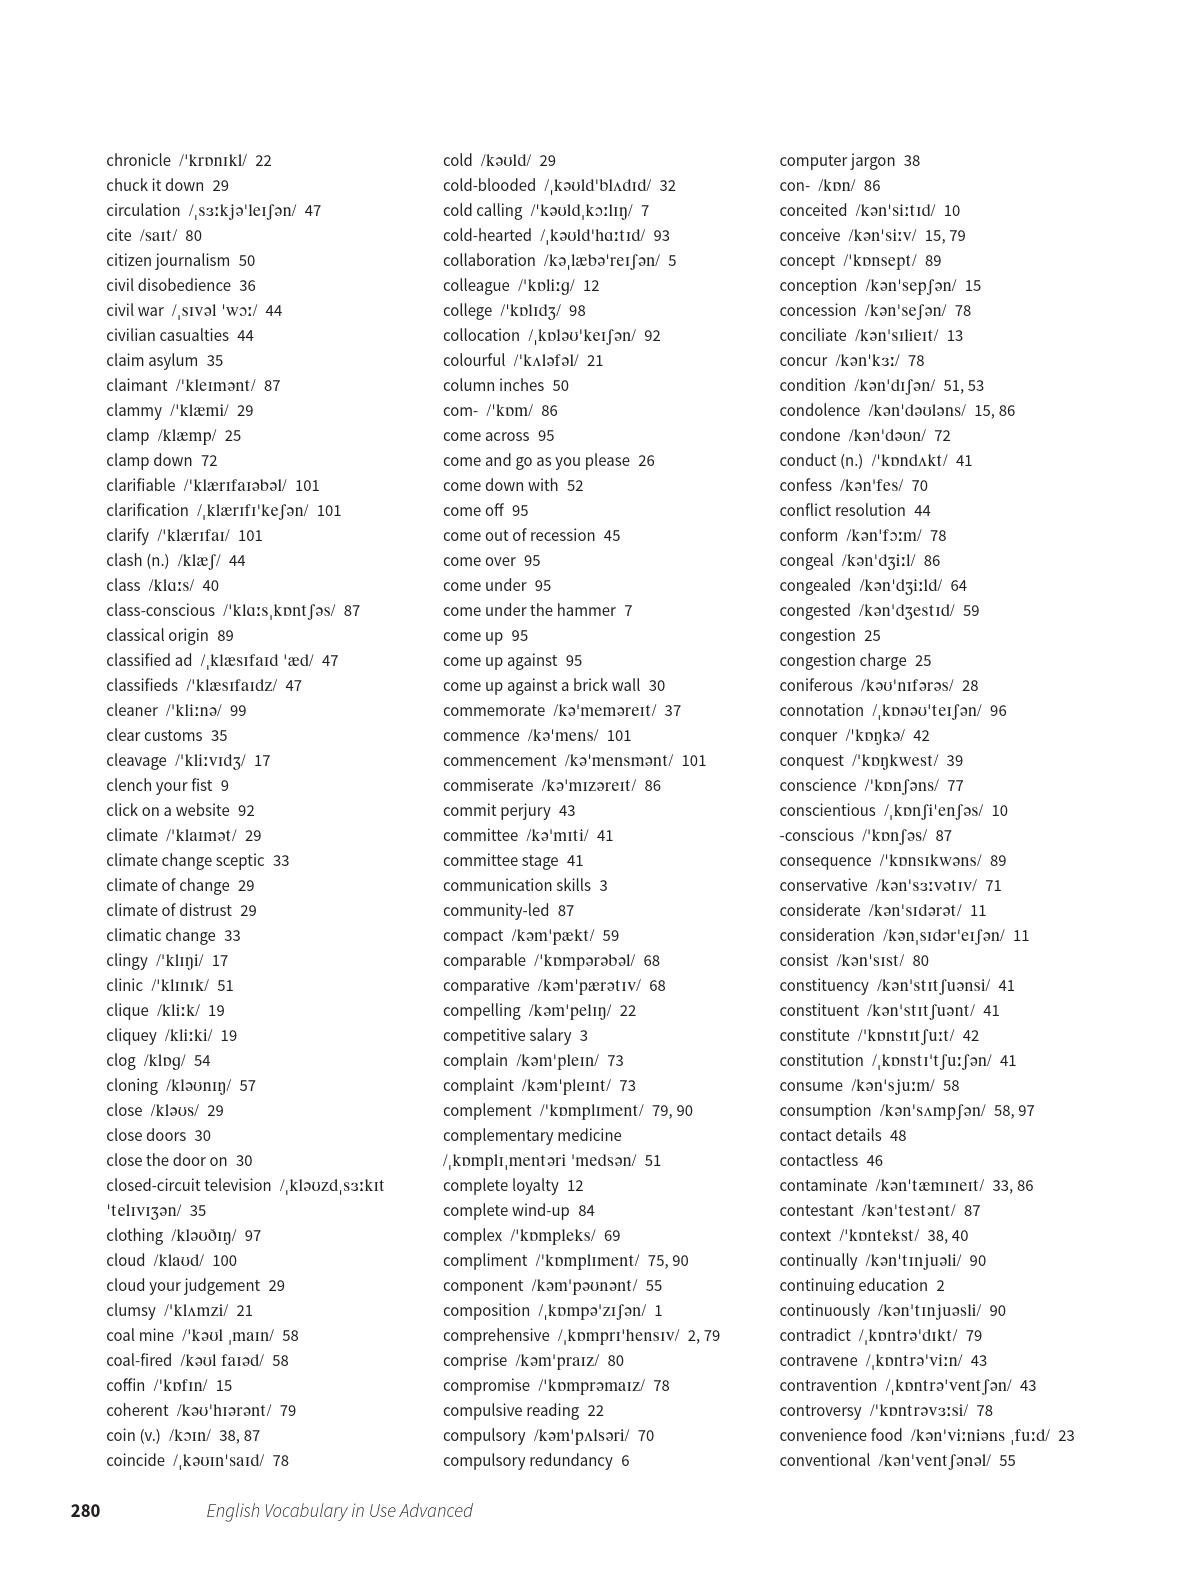 chronicle /ˈkrɒnɪkl/ 22
chuck it down 29
circulation /ˌsɜːkjəˈleɪʃən/ 47
cite /saɪt/ 80
citizen journalism 50
civil disobedience 36
civil war /ˌsɪvəl ˈwɔː/ 44
civilian casualties 44
claim asylum 35
claimant /ˈkleɪmənt/ 87
clammy /ˈklæmi/ 29
clamp /klæmp/ 25
clamp down 72
clarifiable /ˈklærɪfaɪəbəl/ 101
clarification /ˌklærɪfɪˈkeʃən/ 101
clarify /ˈklærɪfaɪ/ 101
clash (n.) /klæʃ/ 44
class /klɑːs/ 40
class-conscious /ˈklɑːsˌkɒntʃəs/ 87
classical origin 89
classified ad /ˌklæsɪfaɪd ˈæd/ 47
classifieds /ˈklæsɪfaɪdz/ 47
cleaner /ˈkliːnə/ 99
clear customs 35
cleavage /ˈkliːvɪdʒ/ 17
clench your fist 9
click on a website 92
climate /ˈklaɪmət/ 29
climate change sceptic 33
climate of change 29
climate of distrust 29
climatic change 33
clingy /ˈklɪŋi/ 17
clinic /ˈklɪnɪk/ 51
clique /kliːk/ 19
cliquey /kliːki/ 19
clog /klɒɡ/ 54
cloning /kləʊnɪŋ/ 57
close /kləʊs/ 29
close doors 30
close the door on 30
closed-circuit television /ˌkləʊzdˌsɜːkɪt
ˈtelɪvɪʒən/ 35
clothing /kləʊðɪŋ/ 97
cloud /klaʊd/ 100
cloud your judgement 29
clumsy /ˈklʌmzi/ 21
coal mine /ˈkəʊl ˌmaɪn/ 58
coal-fired /kəʊl faɪəd/ 58
coffin /ˈkɒfɪn/ 15
coherent /kəʊˈhɪərənt/ 79
coin (v.) /kɔɪn/ 38, 87
coincide /ˌkəʊɪnˈsaɪd/ 78
cold /kəʊld/ 29
cold-blooded /ˌkəʊldˈblʌdɪd/ 32
cold calling /ˈkəʊldˌkɔːlɪŋ/ 7
cold-hearted /ˌkəʊldˈhɑːtɪd/ 93
collaboration /kəˌlæbəˈreɪʃən/ 5
colleague /ˈkɒliːɡ/ 12
college /ˈkɒlɪdʒ/ 98
collocation /ˌkɒləʊˈkeɪʃən/ 92
colourful /ˈkʌləfəl/ 21
column inches 50
com- /ˈkɒm/ 86
come across 95
come and go as you please 26
come down with 52
come off 95
come out of recession 45
come over 95
come under 95
come under the hammer 7
come up 95
come up against 95
come up against a brick wall 30
commemorate /kəˈmeməreɪt/ 37
commence /kəˈmens/ 101
commencement /kəˈmensmənt/ 101
commiserate /kəˈmɪzəreɪt/ 86
commit perjury 43
committee /kəˈmɪti/ 41
committee stage 41
communication skills 3
community-led 87
compact /kəmˈpækt/ 59
comparable /ˈkɒmpərəbəl/ 68
comparative /kəmˈpærətɪv/ 68
compelling /kəmˈpelɪŋ/ 22
competitive salary 3
complain /kəmˈpleɪn/ 73
complaint /kəmˈpleɪnt/ 73
complement /ˈkɒmplɪment/ 79, 90
complementary medicine
/ˌkɒmplɪˌmentəri ˈmedsən/ 51
complete loyalty 12
complete wind-up 84
complex /ˈkɒmpleks/ 69
compliment /ˈkɒmplɪment/ 75, 90
component /kəmˈpəʊnənt/ 55
composition /ˌkɒmpəˈzɪʃən/ 1
comprehensive /ˌkɒmprɪˈhensɪv/ 2, 79
comprise /kəmˈpraɪz/ 80
compromise /ˈkɒmprəmaɪz/ 78
compulsive reading 22
compulsory /kəmˈpʌlsəri/ 70
compulsory redundancy 6
computer jargon 38
con- /kɒn/ 86
conceited /kənˈsiːtɪd/ 10
conceive /kənˈsiːv/ 15, 79
concept /ˈkɒnsept/ 89
conception /kənˈsepʃən/ 15
concession /kənˈseʃən/ 78
conciliate /kənˈsɪlieɪt/ 13
concur /kənˈkɜː/ 78
condition /kənˈdɪʃən/ 51, 53
condolence /kənˈdəʊləns/ 15, 86
condone /kənˈdəʊn/ 72
conduct (n.) /ˈkɒndʌkt/ 41
confess /kənˈfes/ 70
conflict resolution 44
conform /kənˈfɔːm/ 78
congeal /kənˈdʒiːl/ 86
congealed /kənˈdʒiːld/ 64
congested /kənˈdʒestɪd/ 59
congestion 25
congestion charge 25
coniferous /kəʊˈnɪfərəs/ 28
connotation /ˌkɒnəʊˈteɪʃən/ 96
conquer /ˈkɒŋkə/ 42
conquest /ˈkɒŋkwest/ 39
conscience /ˈkɒnʃəns/ 77
conscientious /ˌkɒnʃiˈenʃəs/ 10
-conscious /ˈkɒnʃəs/ 87
consequence /ˈkɒnsɪkwəns/ 89
conservative /kənˈsɜːvətɪv/ 71
considerate /kənˈsɪdərət/ 11
consideration /kənˌsɪdərˈeɪʃən/ 11
consist /kənˈsɪst/ 80
constituency /kənˈstɪtʃuənsi/ 41
constituent /kənˈstɪtʃuənt/ 41
constitute /ˈkɒnstɪtʃuːt/ 42
constitution /ˌkɒnstɪˈtʃuːʃən/ 41
consume /kənˈsjuːm/ 58
consumption /kənˈsʌmpʃən/ 58, 97
contact details 48
contactless 46
contaminate /kənˈtæmɪneɪt/ 33, 86
contestant /kənˈtestənt/ 87
context /ˈkɒntekst/ 38, 40
continually /kənˈtɪnjuəli/ 90
continuing education 2
continuously /kənˈtɪnjuəsli/ 90
contradict /ˌkɒntrəˈdɪkt/ 79
contravene /ˌkɒntrəˈviːn/ 43
contravention /ˌkɒntrəˈventʃən/ 43
controversy /ˈkɒntrəvɜːsi/ 78
convenience food /kənˈviːniəns ˌfuːd/ 23
conventional /kənˈventʃənəl/ 55
280 English Vocabulary in Use Advanced